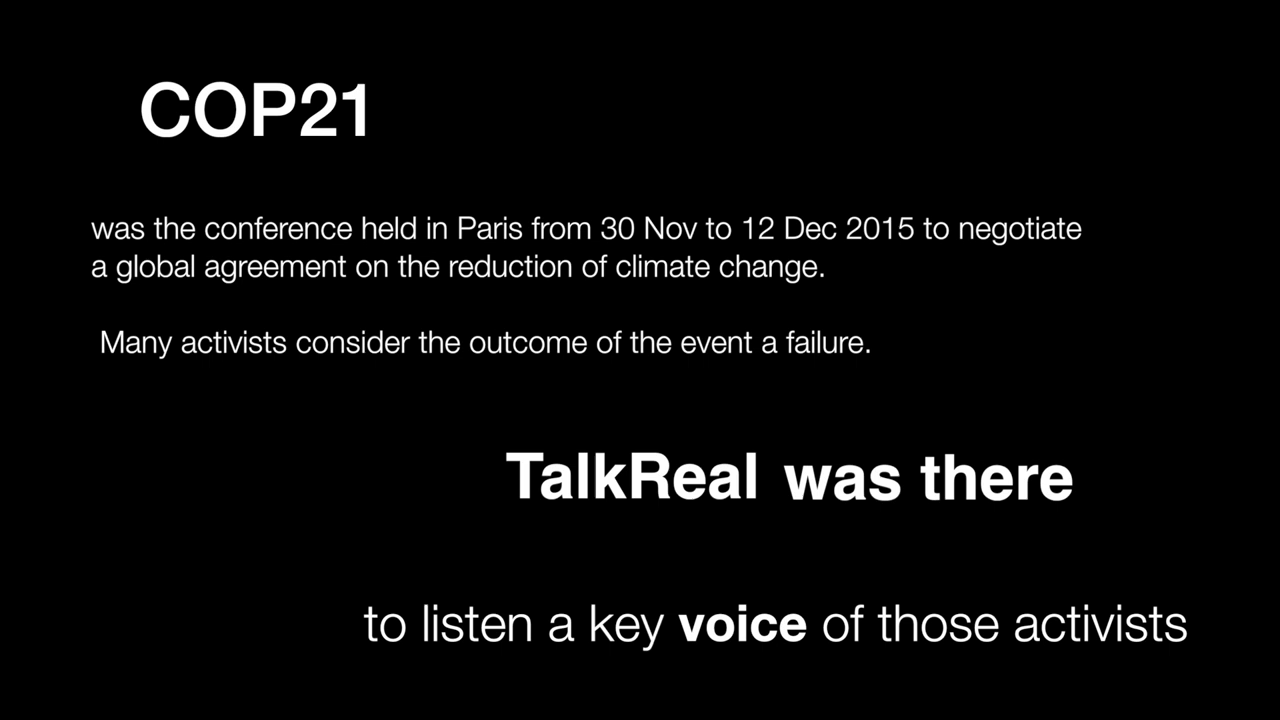 COP21
was the conference held in Paris from 30 Nov to 12 Dec 2015 to negotiate
a global agreement on the reduction of climate change.
Many activists consider the outcome of the event a failure.
TalkReal was there
to listen a key voice of those activists